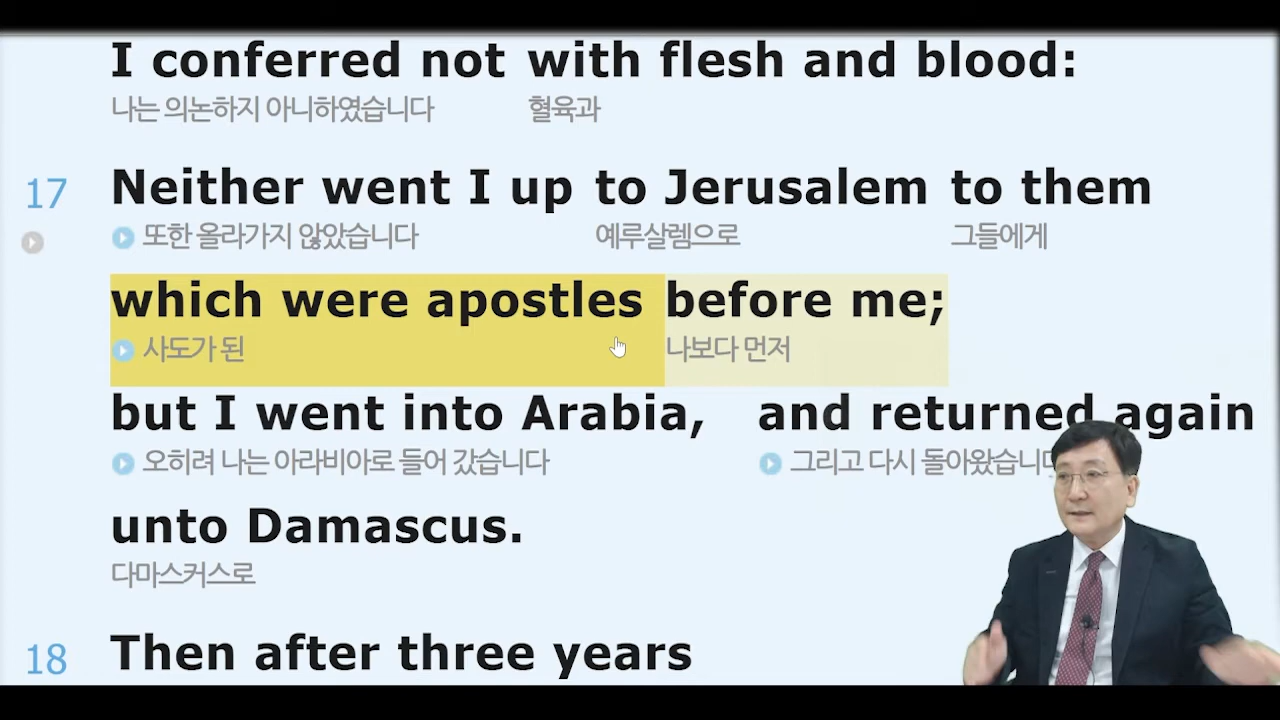 I conferred not with flesh and blood:
나는 의논하지 아니하였습니다 혈육과
17 Neither went I up to Jerusalem to them
또한 올라가지 않았습니다 예루살렘으로 그들에게
which were apostles before me;
사도가 된 나보다 먼저
but I went into Arabia, and returned again
오히려 나는 아라비아로 들어 갔습니다 그리고 다시 돌아왔습니다
unto Damascus.
다마스커스로
18 Then after three years